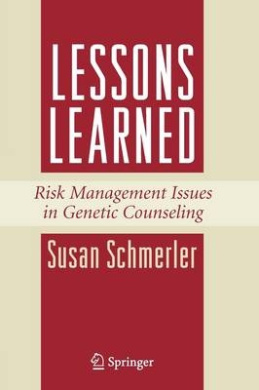 LESSONS
LEARNED
Risk Management Issues
in Genetic Counseling
Susan Schmerler
Springer